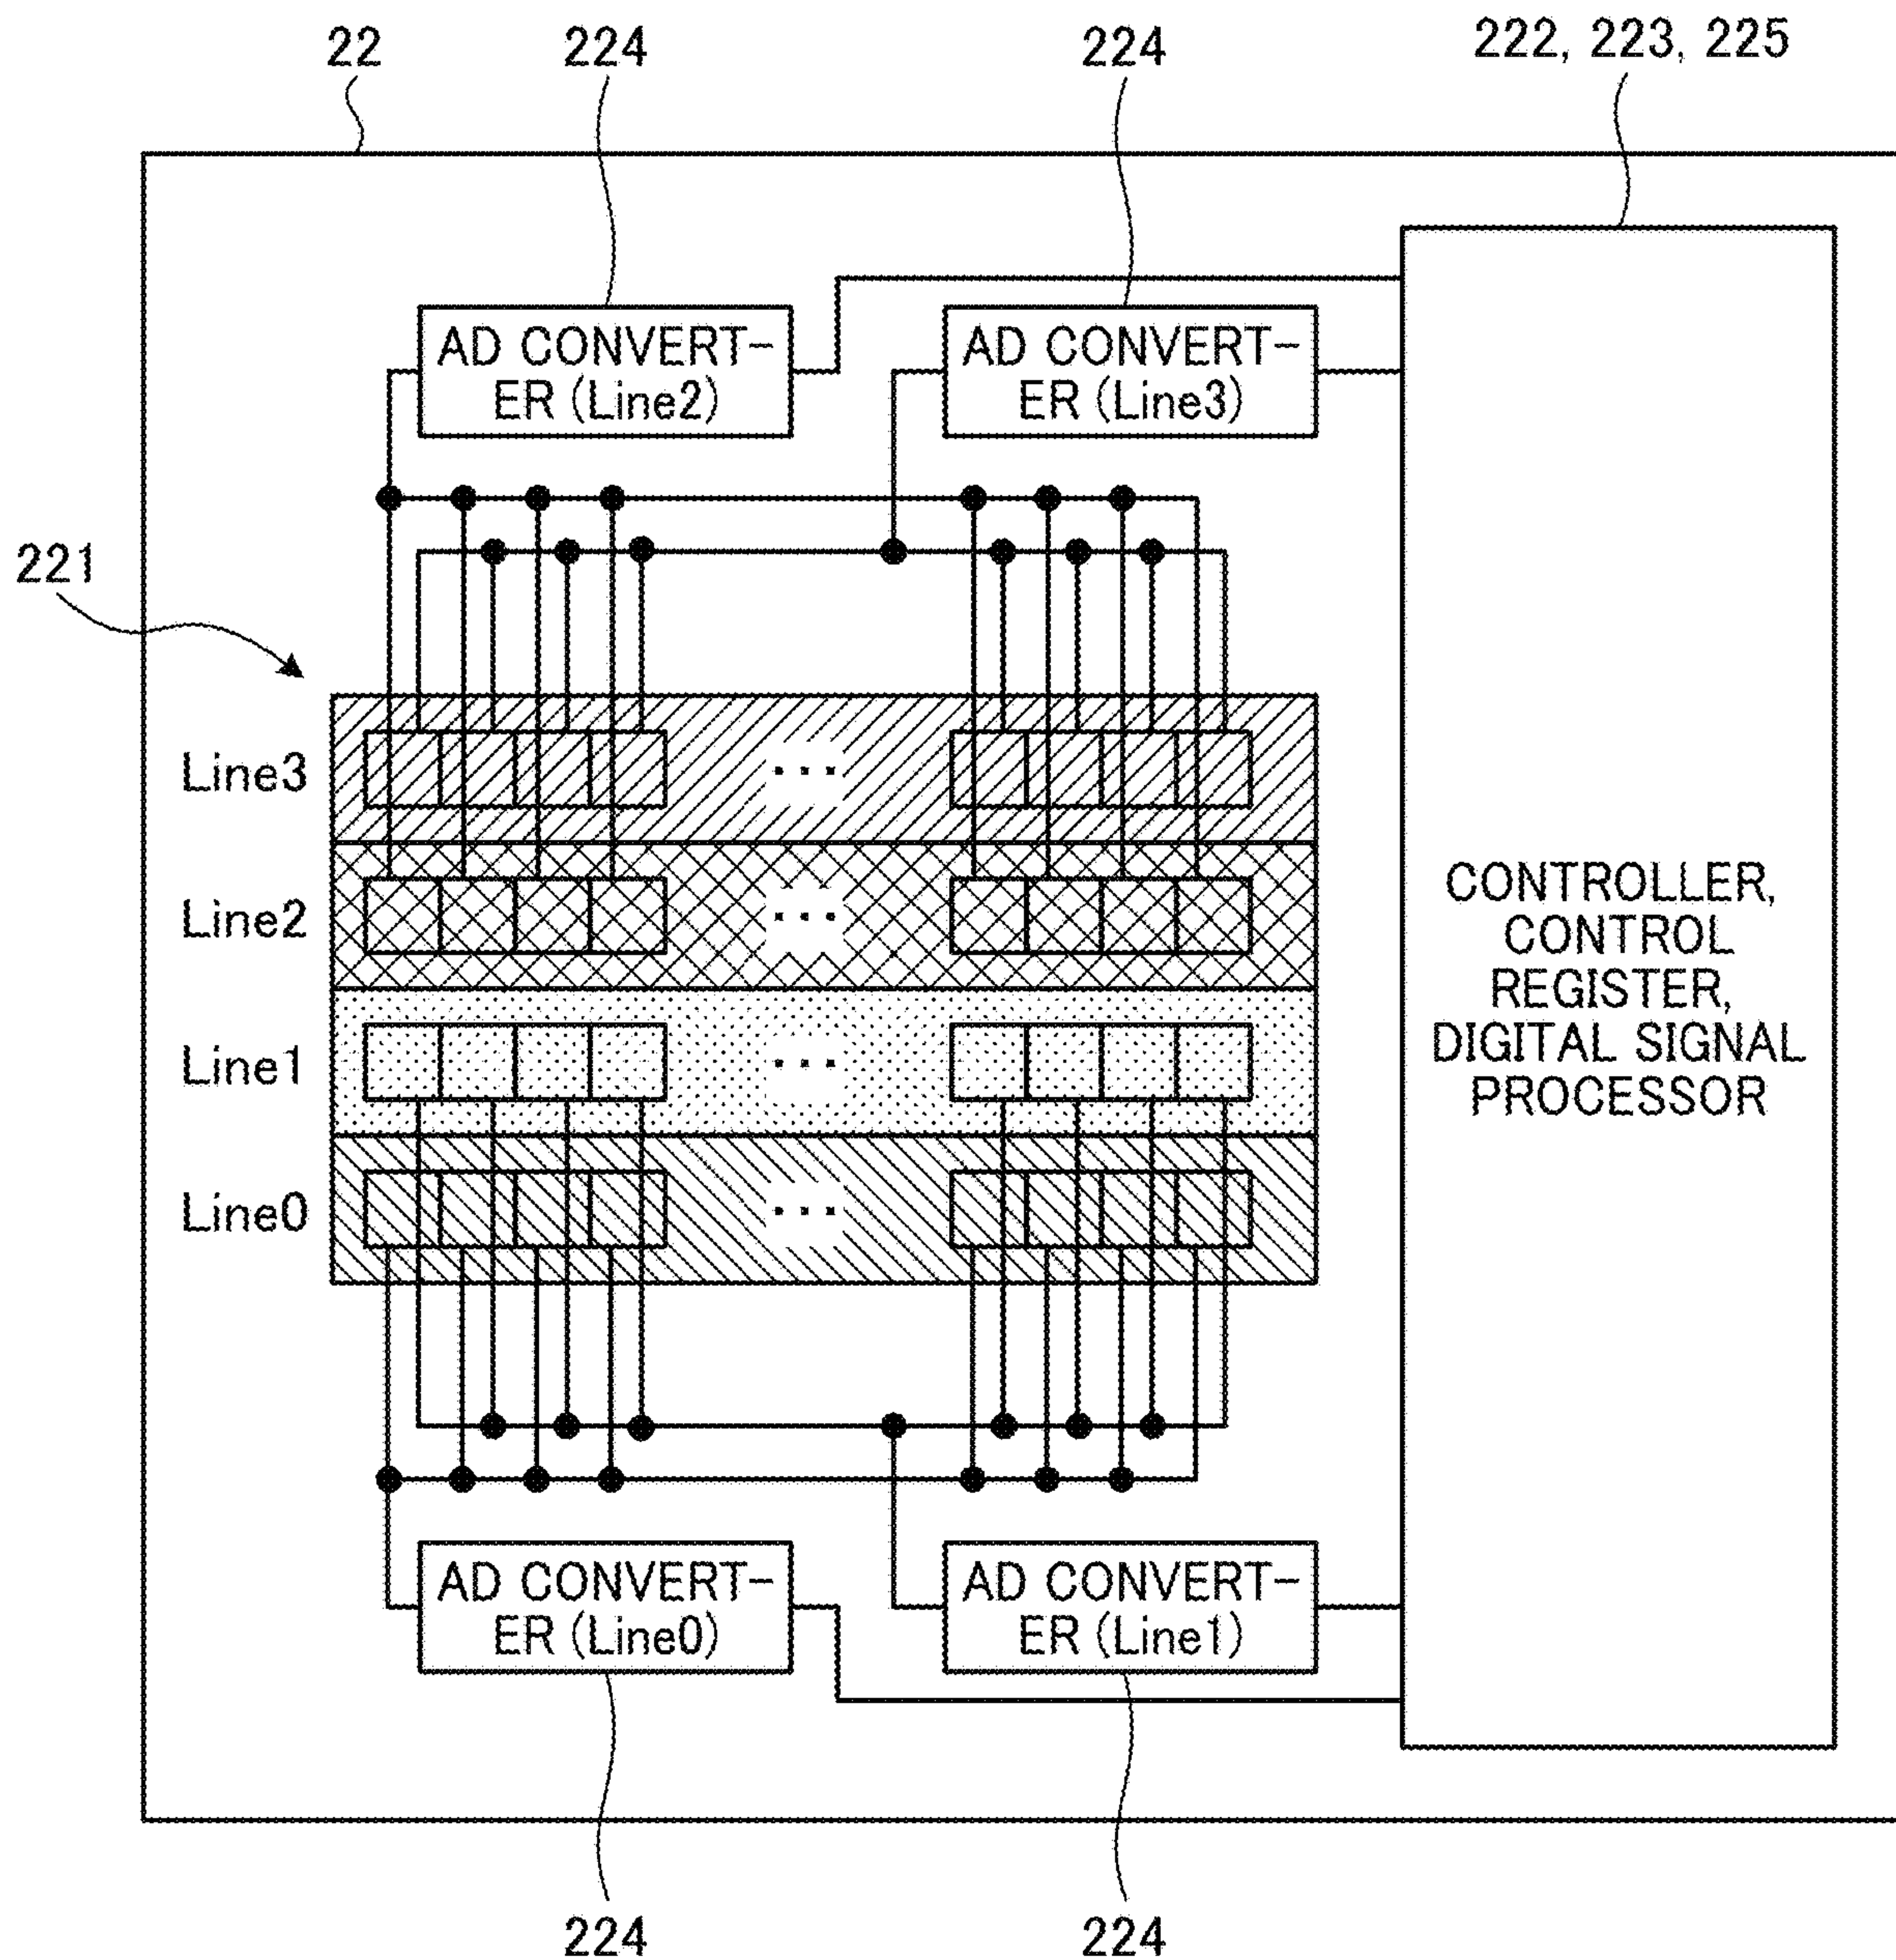 22
224
224
222, 223, 225
AD CONVERT-
ER (Line2)
AD CONVERT-
ER (Line3)
221
Line3
...
Line2
...
Line1
...
Line0
...
CONTROLLER,
CONTROL
REGISTER,
DIGITAL SIGNAL
PROCESSOR
AD CONVERT-
ER (Line0)
AD CONVERT-
ER (Line1)
224
224